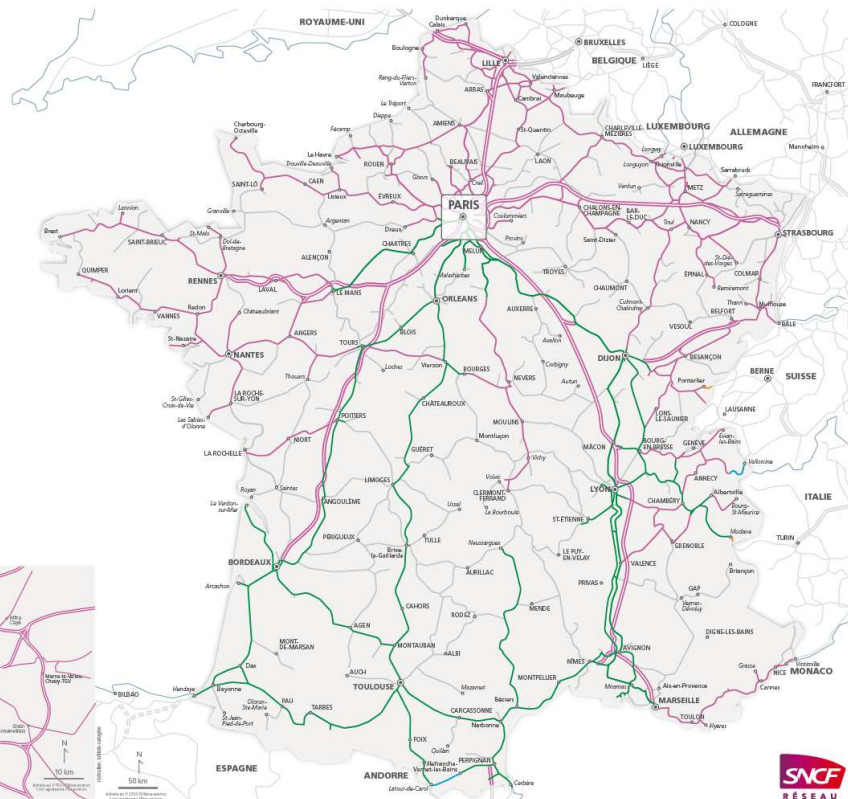 ROYAUME-UNI
Dunkerque
Calais
COLOGNE
BRUXELLES
Boulogne
LILLE
BELGIQUE
LIÈGE
Valenciennes
FRANCFORT
ARRAS
Cambrai
Maubeuge
Le Tréport
Dieppe
AMIENS
Cherbourg-
Octeville
Fécamp
St-Quentin
CHARLEVILLE-
MÉZIÈRES
LUXEMBOURG
ALLEMAGNE
LUXEMBOURG
Mannheim
Le Havre
Trouville-Deauville
ROUEN
BEAUVAIS
LAON
Longwy
Longuyon
Thionville
Sarrebruck
SAINT-LÔ
CAEN
Lisieux
ÉVREUX
Gisors
Creil
Verdun
METZ
Sarreguemines
PARIS
Coulommiers
CHALONS-EN-
CHAMPAGNE
BAR-
LE-DUC
Toul
NANCY
STRASBOURG
Lannion
Granville
Argentan
Dreux
Provins
Saint-Dizier
Brest
SAINT-BRIEUC
St-Malo
Dol-de-
Bretagne
ALENÇON
CHARTRES
MELUN
Malesherbes
TROYES
CHAUMONT
St-Dié-
des-Vosges
ÉPINAL
COLMAR
Remiremont
QUIMPER
RENNES
LAVAL
LE MANS
ORLEANS
AUXERRE
Culmont-
Chalindrey
Thann
Mulhouse
BELFORT
Lorient
VANNES
Redon
Châteaubriant
VESOUL
BÂLE
St-Nazaire
ANGERS
TOURS
BLOIS
Avallon
DIJON
BESANÇON
NANTES
Thouars
Loches
Vierzon
BOURGES
NEVERS
Corbigny
Autun
BERNE
SUISSE
Pontarlier
St-Gilles-
Croix-de-Vie
LA ROCHE-
SUR-YON
CHÂTEAUROUX
LONS-
LE-SAUNIER
LAUSANNE
Les Sables-
d'Olonne
POITIERS
MOULINS
Montluçon
MÂCON
BOURG-
EN-BRESSE
GENÈVE
Évian-
les-Bains
LA ROCHELLE
NIORT
GUÉRET
Vichy
Vallorcine
Royan
Saintes
LIMOGES
Volvic
CLERMONT-
FERRAND
LYON
ANNECY
Le Verdon-
sur-Mer
ANGOULÊME
Ussel
Le Bourboule
ST-ÉTIENNE
CHAMBÉRY
Albertville
Bourg-
St-Maurice
ITALIE
PÉRIGUEUX
TULLE
Brive-
la-Gaillarde
Neussargues
LE PUY-
EN-VELAY
GRENOBLE
Modane
TURIN
BORDEAUX
AURILLAC
VALENCE
Briançon
Arcachon
PRIVAS
GAP
Veynes-
Dévoluy
CAHORS
RODEZ
MENDE
AGEN
MONT-
DE-MARSAN
MONTAUBAN
ALBI
AVIGNON
DIGNE-LES-BAINS
Dax
AUCH
NÎMES
Grasse
NICE
Vintimille
MONACO
BILBAO
Hendaye
Bayonne
TOULOUSE
Mazamet
MONTPELLIER
Miramas
Aix-en-Provence
Cannes
St-Jean-
Pied-de-Port
Oloron-
Ste-Marie
PAU
TARBES
CARCASSONNE
Béziers
MARSEILLE
TOULON
Hyères
Narbonne
FOIX
Quillan
ESPAGNE
ANDORRE
Villefranche-
Vernet-les-Bains
PERPIGNAN
Latour-de-Carol
Cerbère
Marne-la-Vallée
Chessy-TGV
N
10 km
N
50 km
SNCF
RÉSEAU